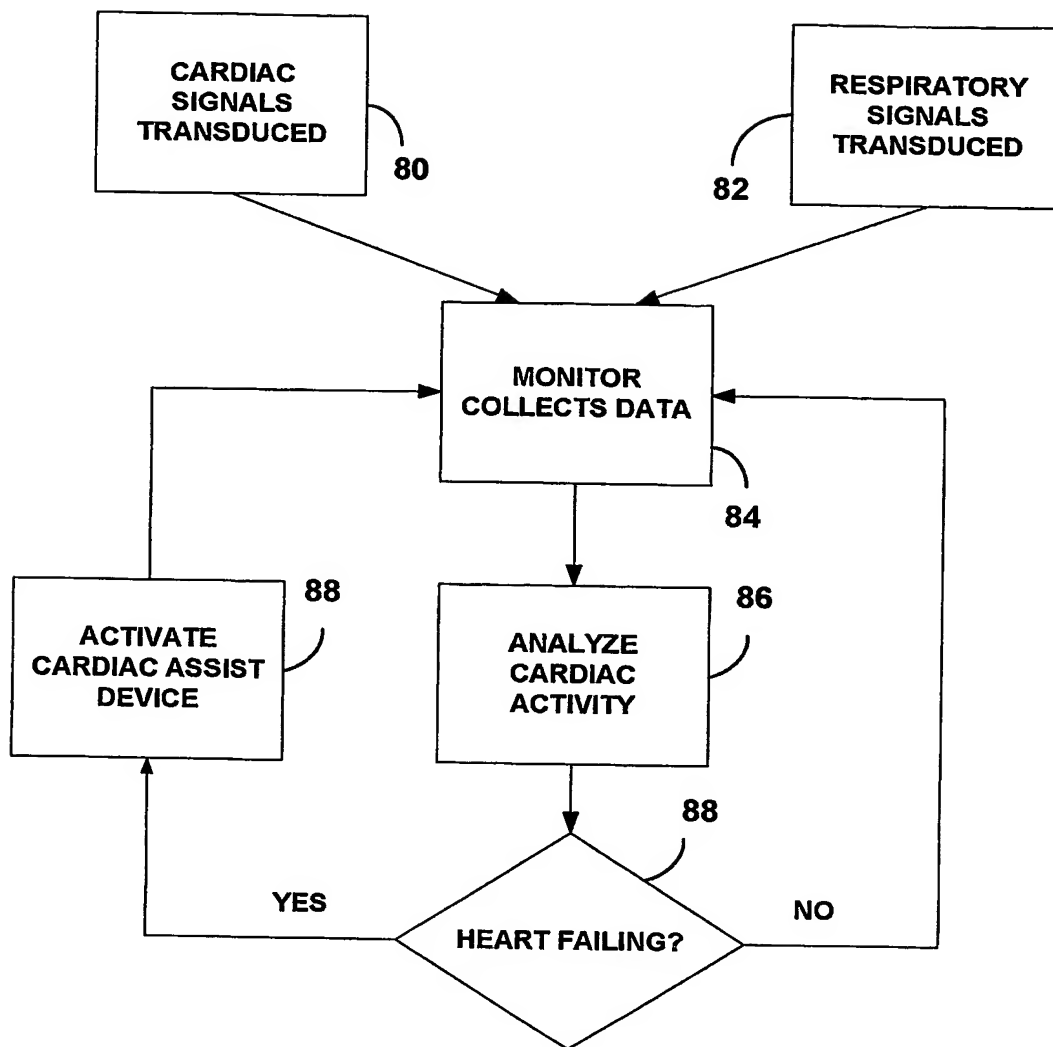 CARDIAC
SIGNALS
TRANSDUCED
80
RESPIRATORY
SIGNALS
TRANSDUCED
82
MONITOR
COLLECTS DATA
84
ACTIVATE
CARDIAC ASSIST
DEVICE
88
ANALYZE
CARDIAC
ACTIVITY
86
88
YES
HEART FAILING?
NO